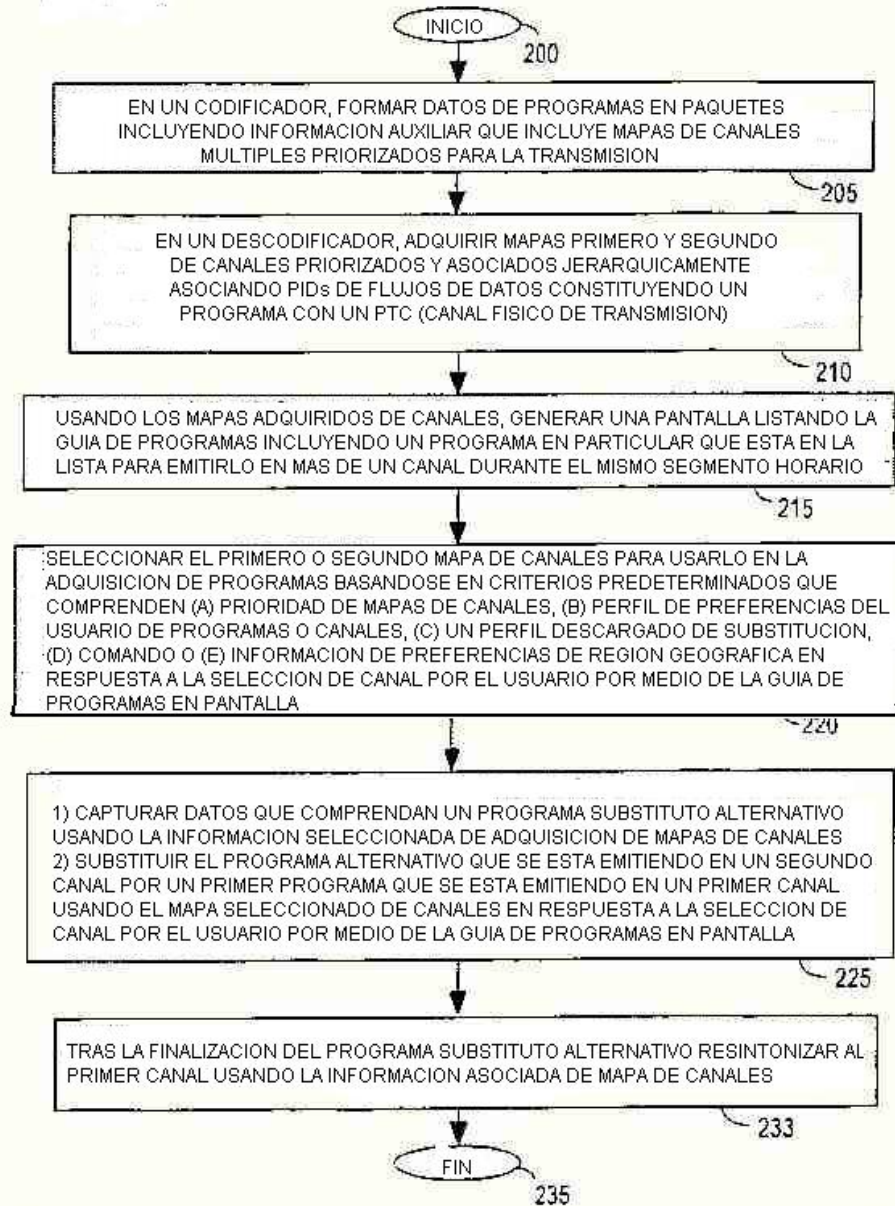 INICIO
200
EN UN CODIFICADOR, FORMAR DATOS DE PROGRAMAS EN PAQUETES
INCLUYENDO INFORMACION AUXILIAR QUE INCLUYE MAPAS DE CANALES
MULTIPLES PRIORIZADOS PARA LA TRANSMISION
205
EN UN DESCODIFICADOR, ADQUIRIR MAPAS PRIMERO Y SEGUNDO
DE CANALES PRIORIZADOS Y ASOCIADOS JERARQUICAMENTE
ASOCIANDO PIDs DE FLUJOS DE DATOS CONSTITUYENDO UN
PROGRAMA CON UN PTC (CANAL FISICO DE TRANSMISION)
210
USANDO LOS MAPAS ADQUIRIDOS DE CANALES, GENERAR UNA PANTALLA LISTANDO LA
GUIA DE PROGRAMAS INCLUYENDO UN PROGRAMA EN PARTICULAR QUE ESTA EN LA
LISTA PARA EMITIRLO EN MAS DE UN CANAL DURANTE EL MISMO SEGMENTO HORARIO
215
SELECCIONAR EL PRIMERO O SEGUNDO MAPA DE CANALES PARA USARLO EN LA
ADQUISICION DE PROGRAMAS BASANDOSE EN CRITERIOS PREDETERMINADOS QUE
COMPRENDEN (A) PRIORIDAD DE MAPAS DE CANALES, (B) PERFIL DE PREFERENCIAS DEL
USUARIO DE PROGRAMAS O CANALES, (C) UN PERFIL DESCARGADO DE SUBSTITUCION,
(D) COMANDO O (E) INFORMACION DE PREFERENCIAS DE REGION GEOGRAFICA EN
RESPUESTA A LA SELECCION DE CANAL POR EL USUARIO POR MEDIO DE LA GUIA DE
PROGRAMAS EN PANTALLA
220
1) CAPTURAR DATOS QUE COMPRENDAN UN PROGRAMA SUBSTITUTO ALTERNATIVO
USANDO LA INFORMACION SELECCIONADA DE ADQUISICION DE MAPAS DE CANALES
2) SUBSTITUIR EL PROGRAMA ALTERNATIVO QUE SE ESTA EMITIENDO EN UN SEGUNDO
CANAL POR UN PRIMER PROGRAMA QUE SE ESTA EMITIENDO EN UN PRIMER CANAL
USANDO EL MAPA SELECCIONADO DE CANALES EN RESPUESTA A LA SELECCION DE
CANAL POR EL USUARIO POR MEDIO DE LA GUIA DE PROGRAMAS EN PANTALLA
225
TRAS LA FINALIZACION DEL PROGRAMA SUBSTITUTO ALTERNATIVO RESINTONIZAR AL
PRIMER CANAL USANDO LA INFORMACION ASOCIADA DE MAPA DE CANALES
233
FIN
235